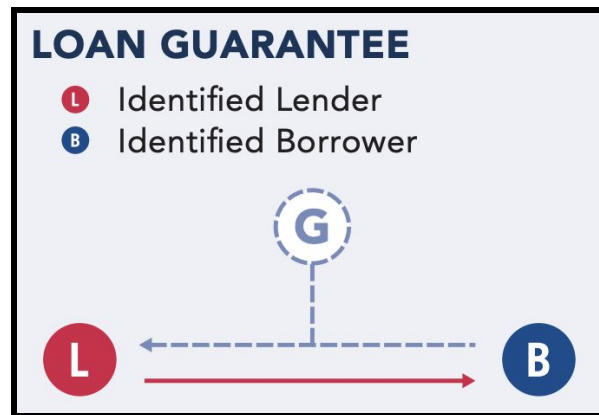 LOAN GUARANTEE
L Identified Lender
B Identified Borrower
G
L B